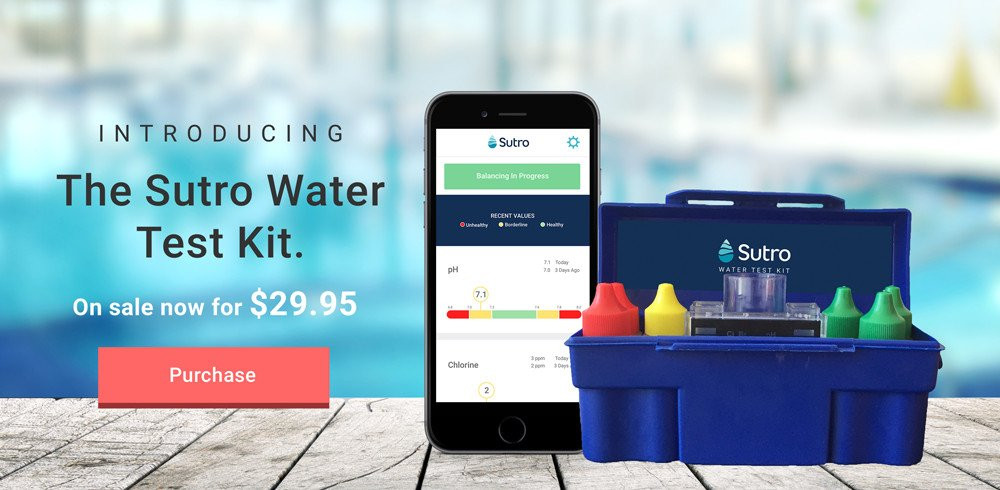 INTRODUCING
The Sutro Water
Test Kit.
On sale now for $29.95
Purchase
Sutro
Balancing In Progress
RECENT VALUES
Unhealthy Borderline Healthy
pH
7.1 Today
7.0 3 Days Ago
7.1
Chlorine
3 ppm Today
2 ppm 3 Days
2
Sutro
WATER TEST KIT